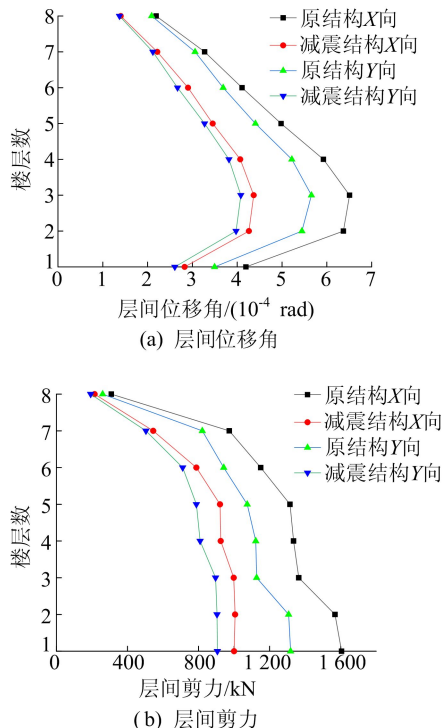 8
7
6
5
4
3
2
1
楼层数
原结构X向
减震结构X向
原结构Y向
减震结构Y向
0 1 2 3 4 5 6 7
层间位移角/(10⁻⁴ rad)
(a) 层间位移角
8
7
6
5
4
3
2
1
楼层数
原结构X向
减震结构X向
原结构Y向
减震结构Y向
0 400 800 1 200 1 600
层间剪力/kN
(b) 层间剪力